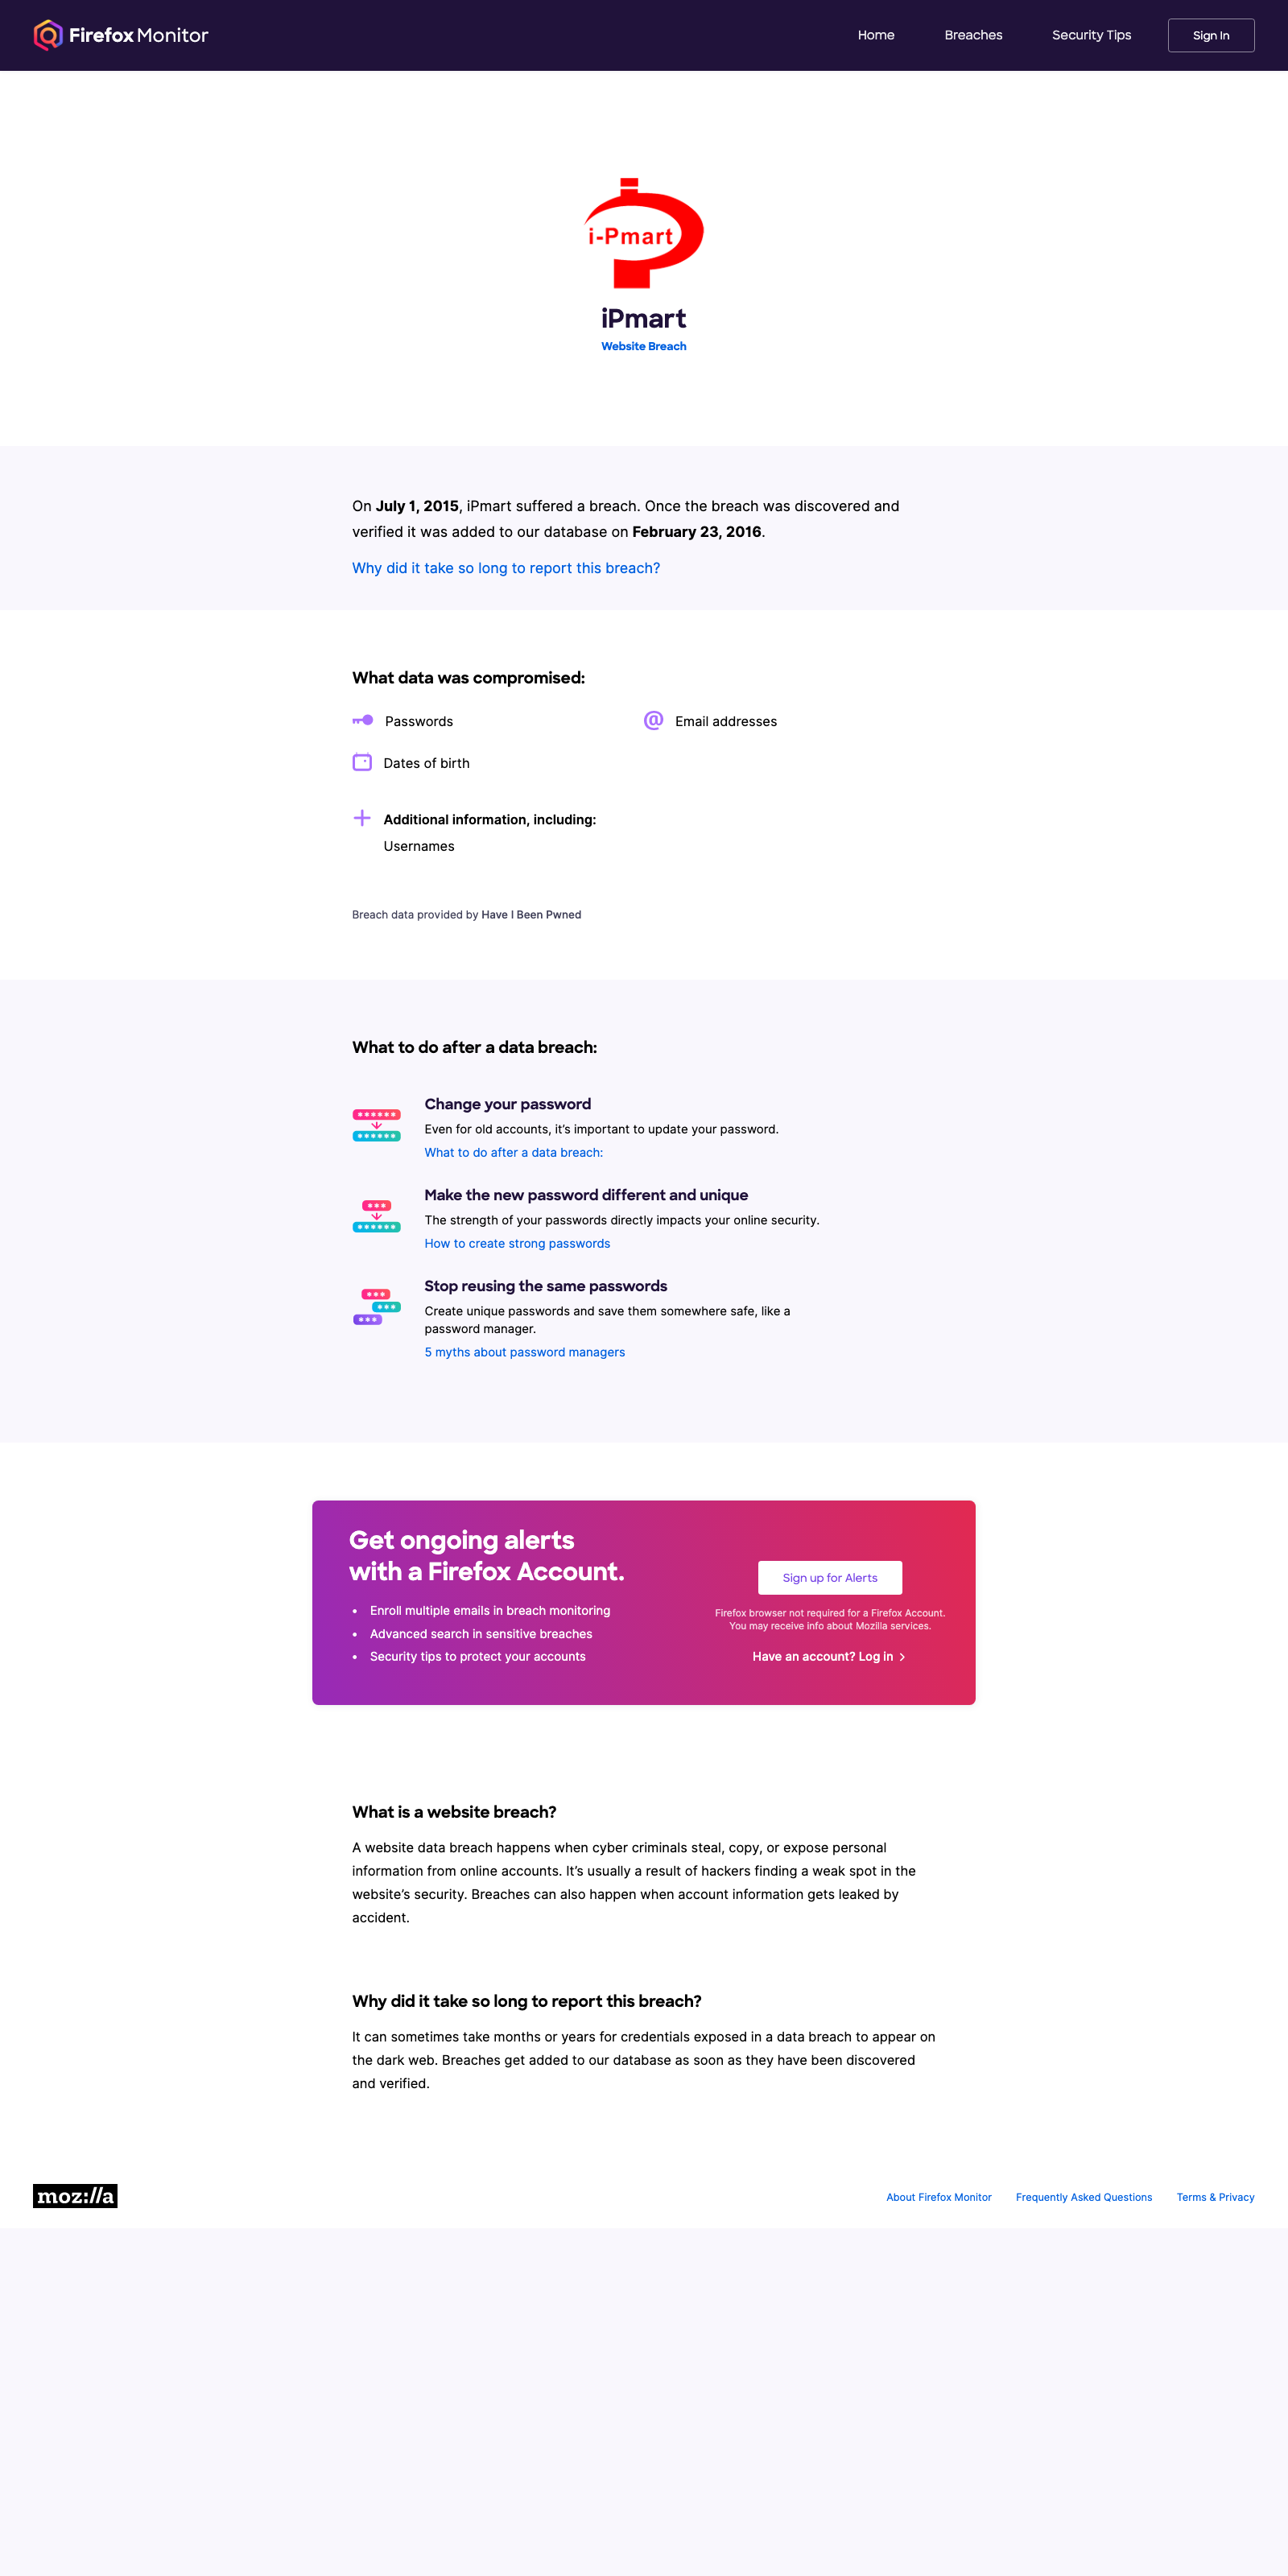 Firefox Monitor
Home
Breaches
Security Tips
Sign In
i-Pmart
iPmart
Website Breach
On July 1, 2015, iPmart suffered a breach. Once the breach was discovered and
verified it was added to our database on February 23, 2016.
Why did it take so long to report this breach?
What data was compromised:
Passwords
@ Email addresses
Dates of birth
Additional information, including:
Usernames
Breach data provided by Have I Been Pwned
What to do after a data breach:
Change your password
Even for old accounts, it’s important to update your password.
What to do after a data breach:
Make the new password different and unique
The strength of your passwords directly impacts your online security.
How to create strong passwords
Stop reusing the same passwords
Create unique passwords and save them somewhere safe, like a
password manager.
5 myths about password managers
Get ongoing alerts
with a Firefox Account.
• Enroll multiple emails in breach monitoring
• Advanced search in sensitive breaches
• Security tips to protect your accounts
Sign up for Alerts
Firefox browser not required for a Firefox Account.
You may receive info about Mozilla services.
Have an account? Log in
What is a website breach?
A website data breach happens when cyber criminals steal, copy, or expose personal
information from online accounts. It’s usually a result of hackers finding a weak spot in the
website’s security. Breaches can also happen when account information gets leaked by
accident.
Why did it take so long to report this breach?
It can sometimes take months or years for credentials exposed in a data breach to appear on
the dark web. Breaches get added to our database as soon as they have been discovered
and verified.
moz://a
About Firefox Monitor
Frequently Asked Questions
Terms & Privacy